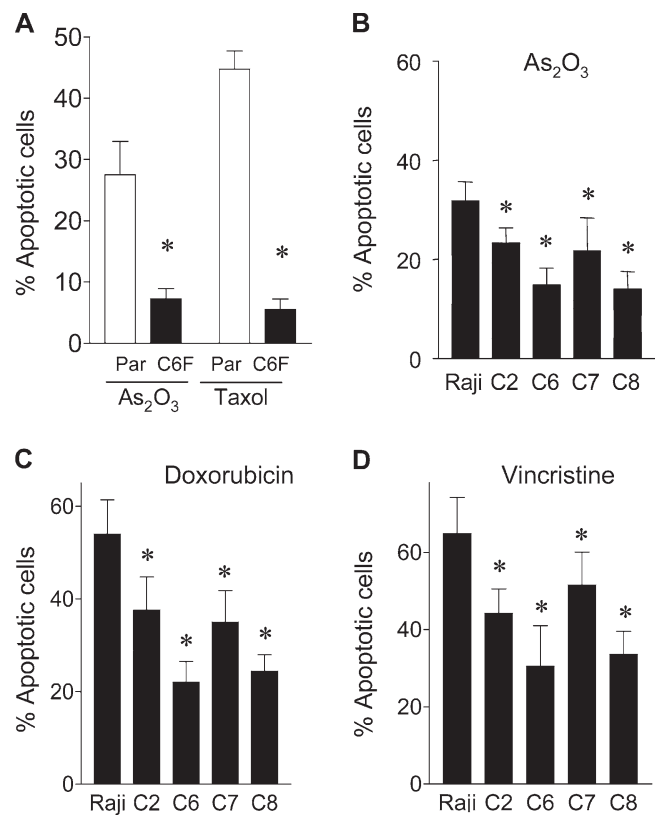 A
% Apoptotic cells
50
40
30
20
10
0
*
*
Par C6F Par C6F
As₂O₃ Taxol
B
As₂O₃
% Apoptotic cells
60
40
20
0
*
*
*
*
Raji C2 C6 C7 C8
C
Doxorubicin
% Apoptotic cells
60
40
20
0
*
*
*
*
Raji C2 C6 C7 C8
D
Vincristine
% Apoptotic cells
60
40
20
0
*
*
*
*
Raji C2 C6 C7 C8